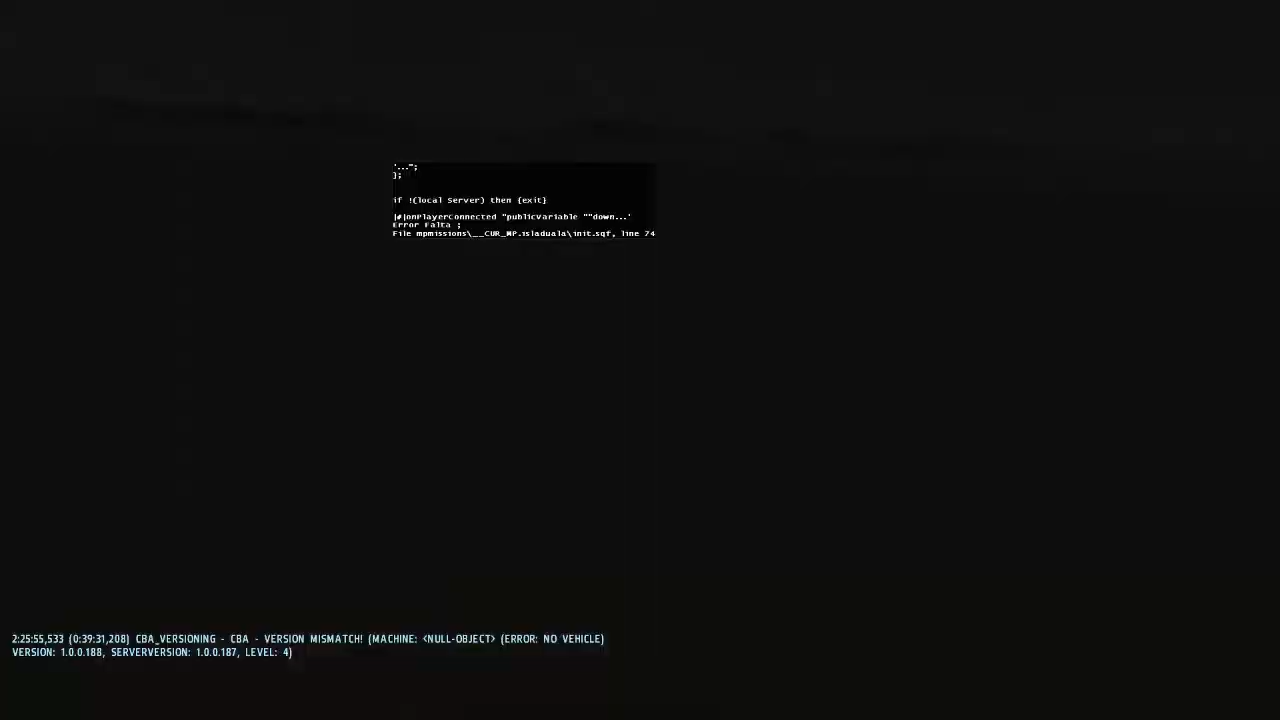 '...";
};
if !(local Server) then {exit}
|#|onPlayerConnected "publicVariable ""down...'
Error Falta ;
File mpmissions\__CUR_MP.isladuala\init.sqf, line 74
2:25:55,533 (0:39:31,208) CBA_VERSIONING - CBA - VERSION MISMATCH! (MACHINE: <NULL-OBJECT> (ERROR: NO VEHICLE)
VERSION: 1.0.0.188, SERVERVERSION: 1.0.0.187, LEVEL: 4)